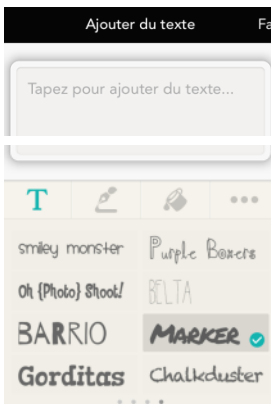 Ajouter du texte Fa
Tapez pour ajouter du texte...
T
smiley monster Purple Boxers
Oh {Photo} Shoot! BELTA
BARRIO MARKER
Gorditas Chalkduster